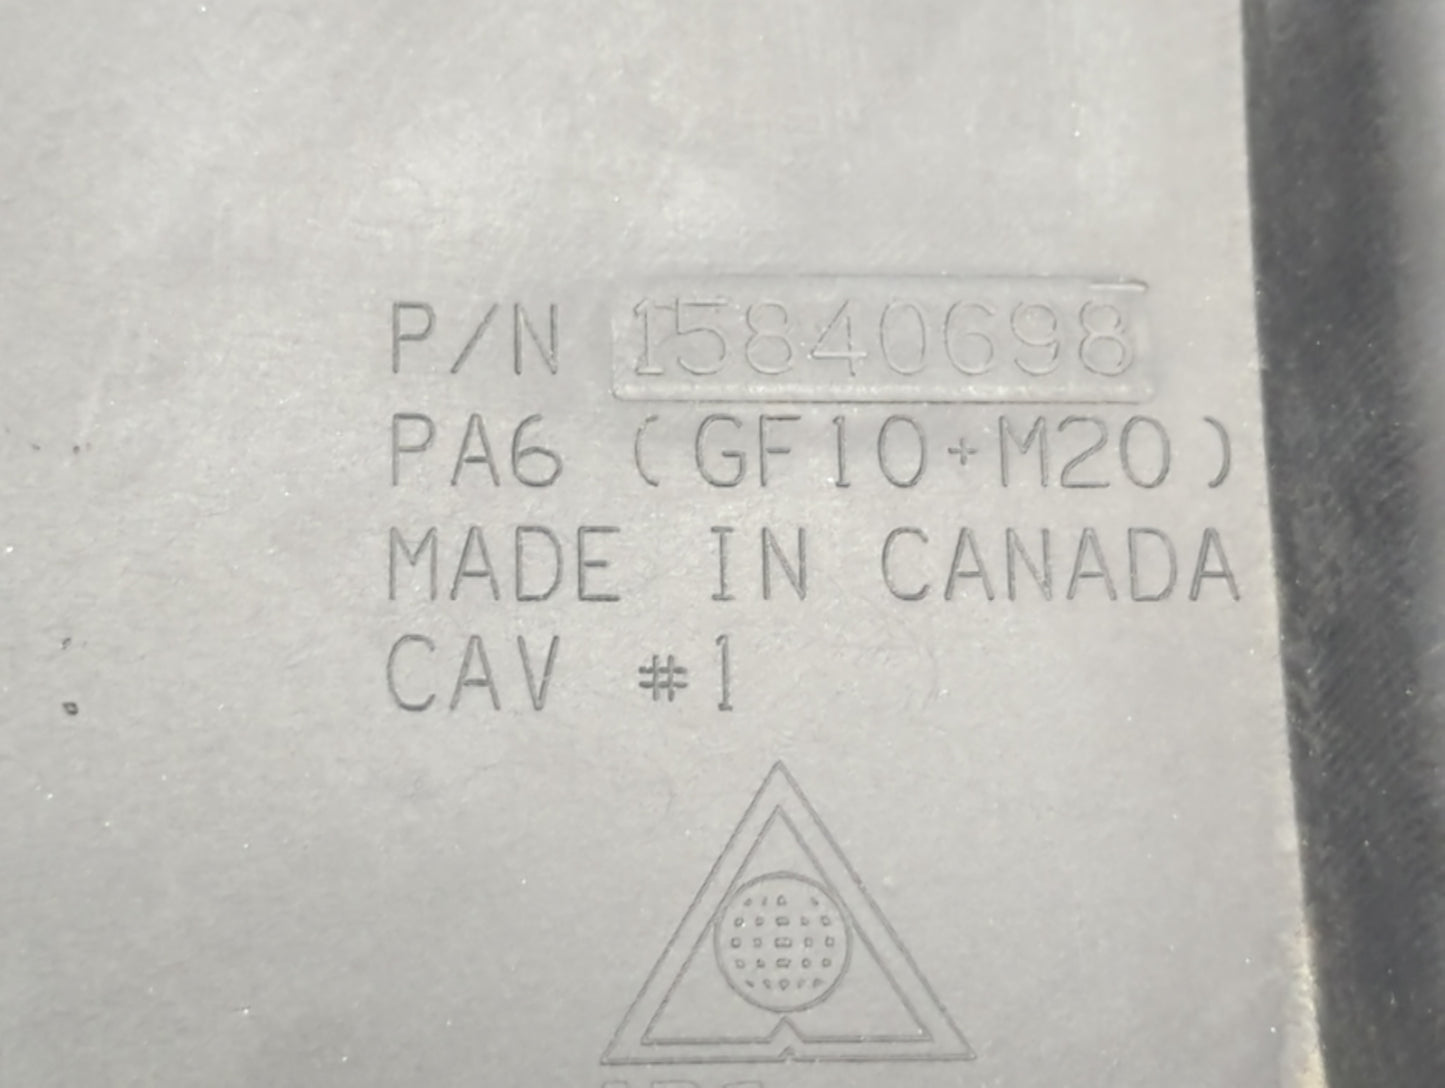 P/N 15840698
PA6 (GF10+M20)
MADE IN CANADA
CAV #1